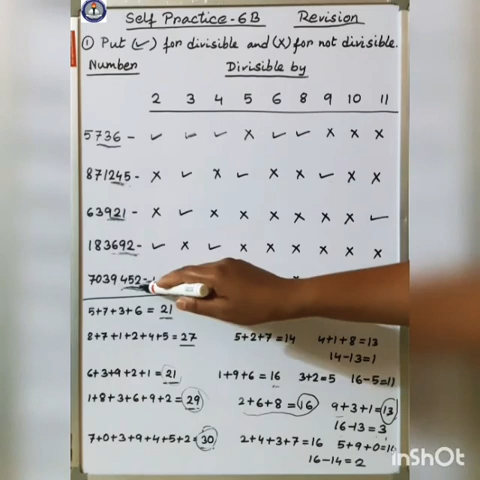 Self Practice-6B Revision
① Put (✓) for divisible and (X) for not divisible.
Number Divisible by
2 3 4 5 6 8 9 10 11
5736 - ✓ ✓ ✓ X ✓ ✓ X X X
871245 - X ✓ X ✓ X X ✓ X X
63921 - X ✓ X X X X X X ✓
183692 - ✓ X ✓ X X X X X X
7039452 -
5+7+3+6 = 21
8+7+1+2+4+5 = 27 5+2+7 = 14 4+1+8 = 13
14-13=1
6+3+9+2+1 = 21 1+9+6 = 16 3+2=5 16-5=11
1+8+3+6+9+2 = 29 2+6+8 = 16 9+3+1 = 13
16-13 = 3
7+0+3+9+4+5+2 = 30 2+4+3+7 = 16 5+9+0=14
16-14 = 2
InShOt